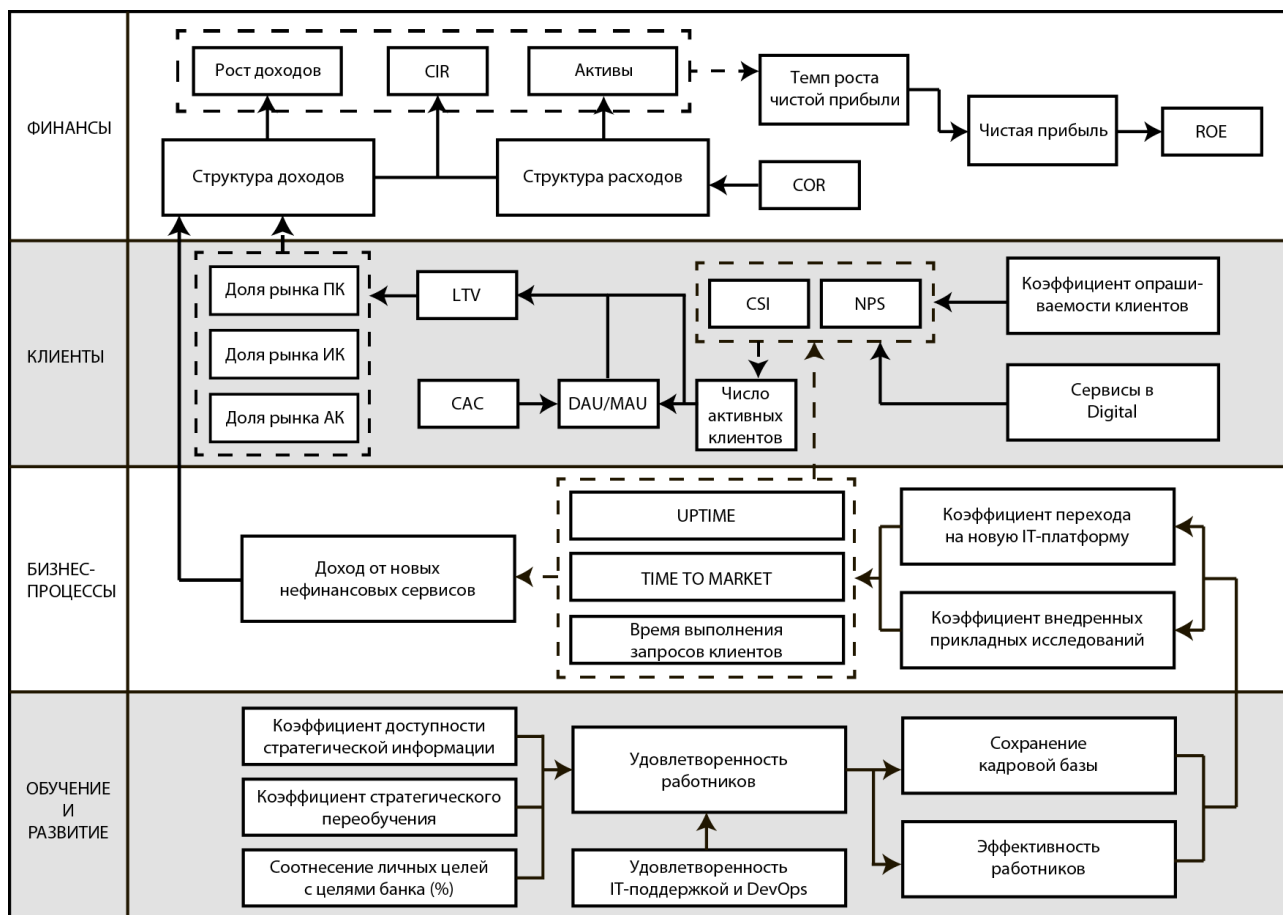 ФИНАНСЫ
Рост доходов
CIR
Активы
Темп роста
чистой прибыли
Чистая прибыль
ROE
Структура доходов
Структура расходов
COR
КЛИЕНТЫ
Доля рынка ПК
Доля рынка ИК
Доля рынка АК
LTV
CAC
DAU/MAU
CSI
NPS
Число
активных
клиентов
Коэффициент опраши-
ваемости клиентов
Сервисы в
Digital
БИЗНЕС-
ПРОЦЕССЫ
Доход от новых
нефинансовых сервисов
UPTIME
TIME TO MARKET
Время выполнения
запросов клиентов
Коэффициент перехода
на новую IT-платформу
Коэффициент внедренных
прикладных исследований
ОБУЧЕНИЕ
И
РАЗВИТИЕ
Коэффициент доступности
стратегической информации
Коэффициент стратегического
переобучения
Соотнесение личных целей
с целями банка (%)
Удовлетворенность
работников
Удовлетворенность
IT-поддержкой и DevOps
Сохранение
кадровой базы
Эффективность
работников